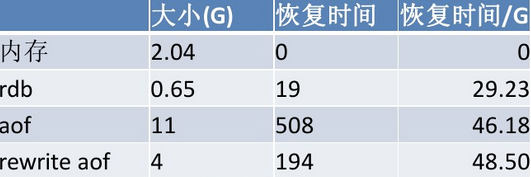 大小(G) 恢复时间 恢复时间/G
内存 2.04 0 0
rdb 0.65 19 29.23
aof 11 508 46.18
rewrite aof 4 194 48.50